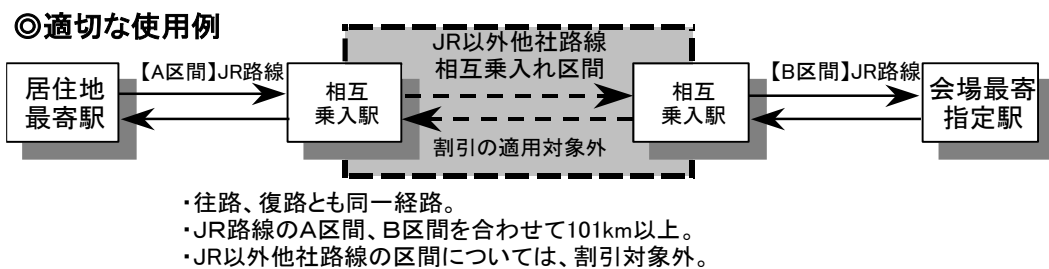 ◎適切な使用例
居住地
最寄駅
【A区間】JR路線
相互
乗入駅
JR以外他社路線
相互乗入れ区間
割引の適用対象外
相互
乗入駅
【B区間】JR路線
会場最寄
指定駅
・往路、復路とも同一経路。
・JR路線のA区間、B区間を合わせて101km以上。
・JR以外他社路線の区間については、割引対象外。